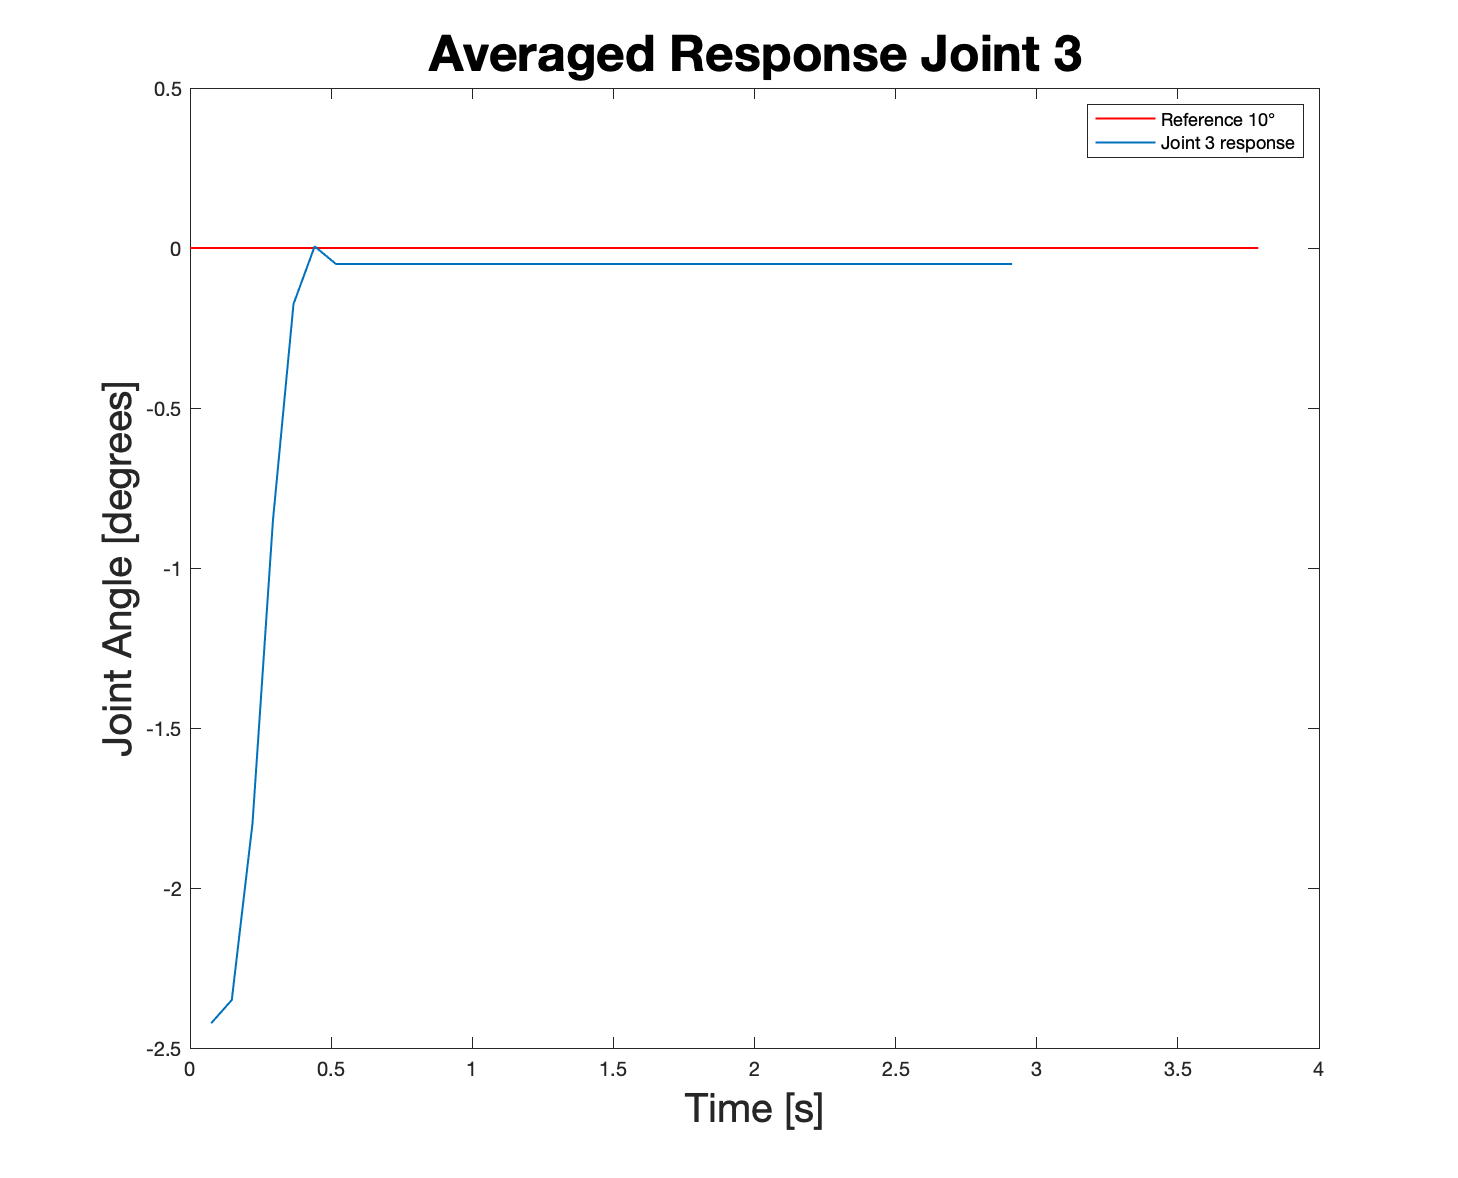 Averaged Response Joint 3
Reference 10°
Joint 3 response
0.5
0
-0.5
-1
-1.5
-2
-2.5
Joint Angle [degrees]
0 0.5 1 1.5 2 2.5 3 3.5 4
Time [s]